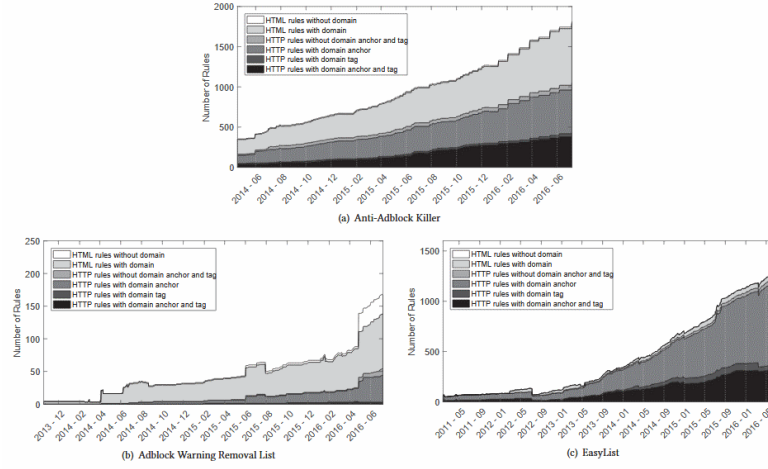 2000
1500
1000
500
0
Number of Rules
HTML rules without domain
HTML rules with domain
HTTP rules without domain anchor and tag
HTTP rules with domain anchor
HTTP rules with domain tag
HTTP rules with domain anchor and tag
2014 - 06
2014 - 08
2014 - 10
2014 - 12
2015 - 02
2015 - 04
2015 - 06
2015 - 08
2015 - 10
2015 - 12
2016 - 02
2016 - 04
2016 - 06
(a) Anti-Adblock Killer
250
200
150
100
50
0
Number of Rules
HTML rules without domain
HTML rules with domain
HTTP rules without domain anchor and tag
HTTP rules with domain anchor
HTTP rules with domain tag
HTTP rules with domain anchor and tag
2013 - 12
2014 - 02
2014 - 04
2014 - 06
2014 - 08
2014 - 10
2014 - 12
2015 - 02
2015 - 04
2015 - 06
2015 - 08
2015 - 10
2015 - 12
2016 - 02
2016 - 04
2016 - 06
(b) Adblock Warning Removal List
1500
1000
500
0
Number of Rules
HTML rules without domain
HTML rules with domain
HTTP rules without domain anchor and tag
HTTP rules with domain anchor
HTTP rules with domain tag
HTTP rules with domain anchor and tag
2011 - 05
2011 - 09
2012 - 01
2012 - 05
2012 - 09
2013 - 01
2013 - 05
2013 - 09
2014 - 01
2014 - 05
2014 - 09
2015 - 01
2015 - 05
2015 - 09
2016 - 01
2016 - 05
(c) EasyList